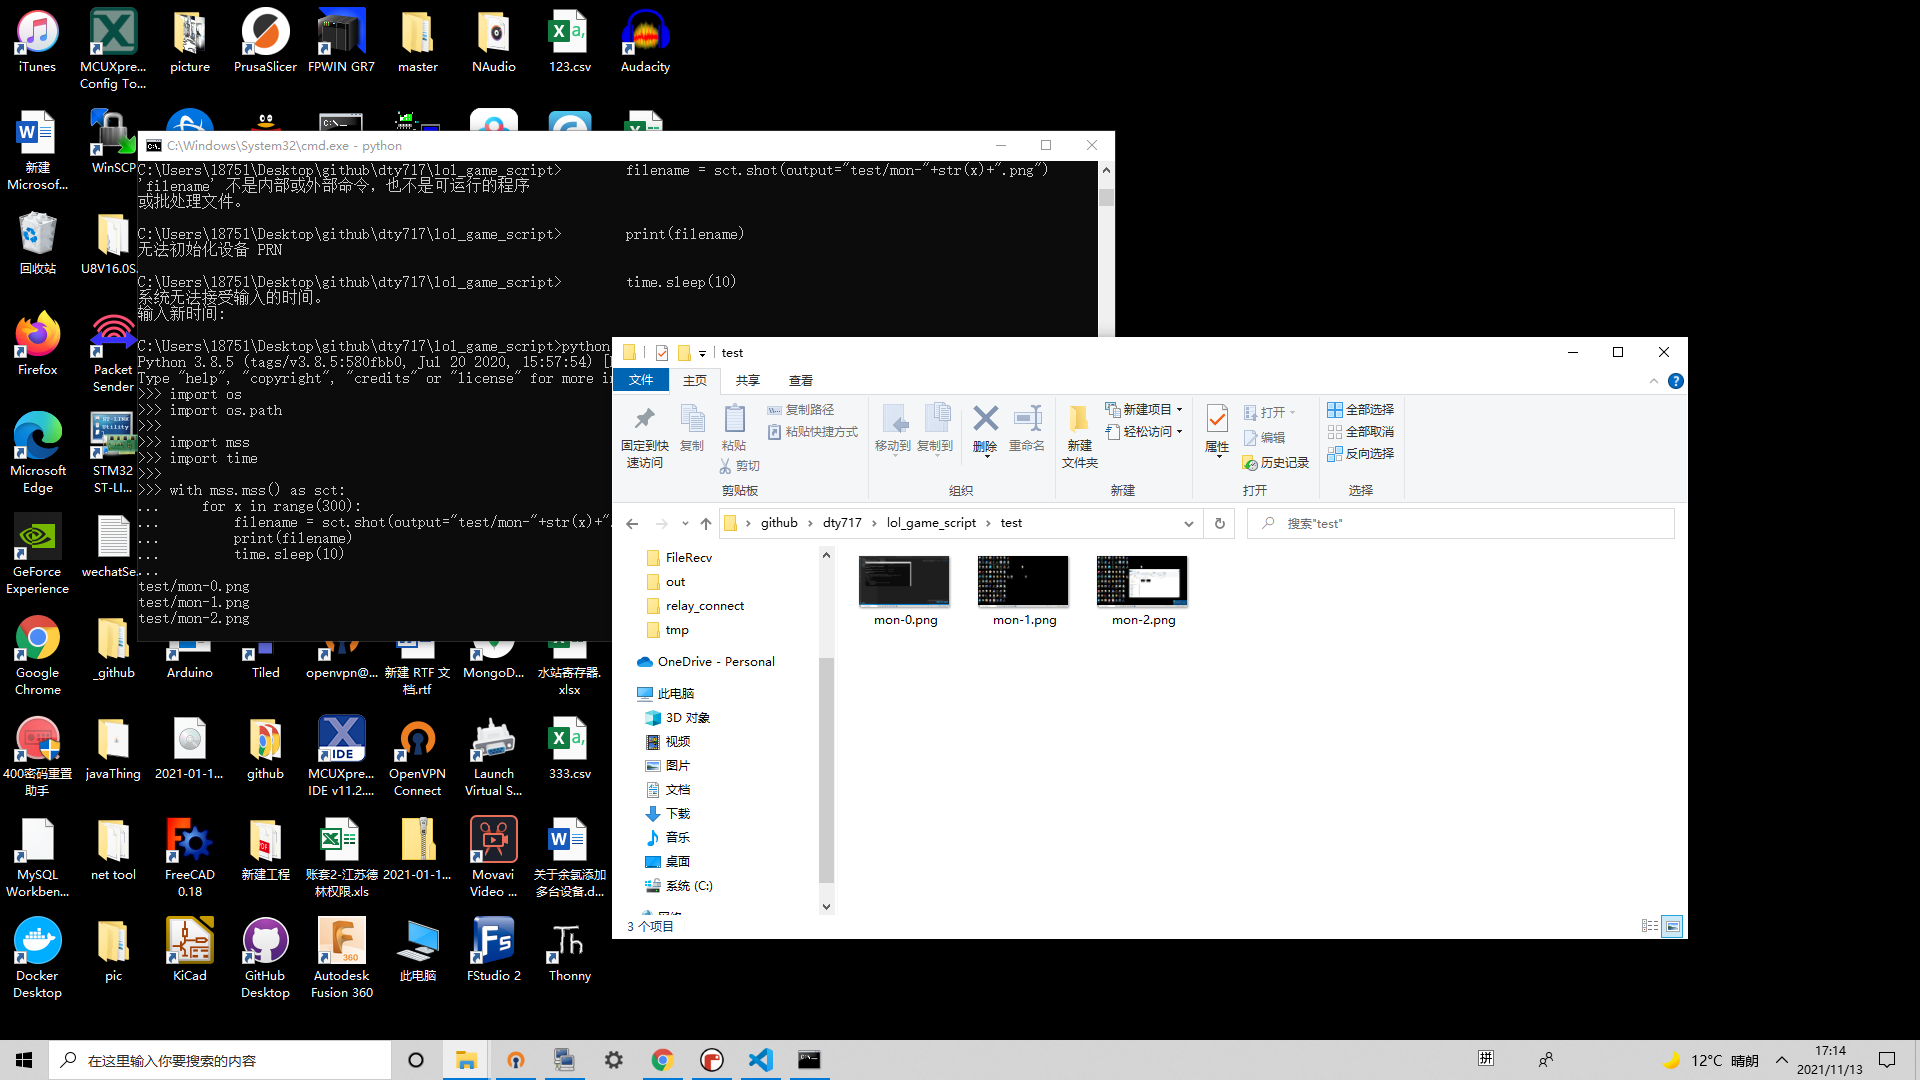 iTunes
MCUXpre...
Config To...
picture
PrusaSlicer
FPWIN GR7
master
NAudio
123.csv
Audacity
新建
Microsof...
WinSCP
回收站
U8V16.0S.
Firefox
Packet
Sender
Microsoft
Edge
STM32
ST-LI...
GeForce
Experience
wechatSe...
Google
Chrome
_github
Arduino
Tiled
openvpn@...
新建 RTF 文
档.rtf
MongoD...
水站寄存器.
xlsx
400密码重置
助手
javaThing
2021-01-1...
github
MCUXpre...
IDE v11.2....
OpenVPN
Connect
Launch
Virtual S...
333.csv
MySQL
Workben...
net tool
FreeCAD
0.18
新建工程
账套2-江苏德
林权限.xls
2021-01-1...
Movavi
Video ...
关于余氯添加
多台设备.d...
Docker
Desktop
pic
KiCad
GitHub
Desktop
Autodesk
Fusion 360
此电脑
FStudio 2
Thonny
C:\Windows\System32\cmd.exe - python
C:\Users\18751\Desktop\github\dty717\lol_game_script>        filename = sct.shot(output="test/mon-"+str(x)+".png")
'filename' 不是内部或外部命令，也不是可运行的程序
或批处理文件。
C:\Users\18751\Desktop\github\dty717\lol_game_script>        print(filename)
无法初始化设备 PRN
C:\Users\18751\Desktop\github\dty717\lol_game_script>        time.sleep(10)
系统无法接受输入的时间。
输入新时间:
C:\Users\18751\Desktop\github\dty717\lol_game_script>python
Python 3.8.5 (tags/v3.8.5:580fbb0, Jul 20 2020, 15:57:54) [
Type "help", "copyright", "credits" or "license" for more i
>>> import os
>>> import os.path
>>>
>>> import mss
>>> import time
>>>
>>> with mss.mss() as sct:
...     for x in range(300):
...         filename = sct.shot(output="test/mon-"+str(x)+".
...         print(filename)
...         time.sleep(10)
...
test/mon-0.png
test/mon-1.png
test/mon-2.png
test
文件
主页
共享
查看
固定到快
速访问
复制
粘贴
复制路径
粘贴快捷方式
剪切
剪贴板
移动到
复制到
删除
重命名
组织
新建
文件夹
新建项目
轻松访问
新建
属性
打开
编辑
历史记录
打开
全部选择
全部取消
反向选择
选择
github › dty717 › lol_game_script › test
搜索"test"
FileRecv
out
relay_connect
tmp
OneDrive - Personal
此电脑
3D 对象
视频
图片
文档
下载
音乐
桌面
系统 (C:)
mon-0.png
mon-1.png
mon-2.png
3 个项目
在这里输入你要搜索的内容
拼
12°C 晴朗
17:14
2021/11/13